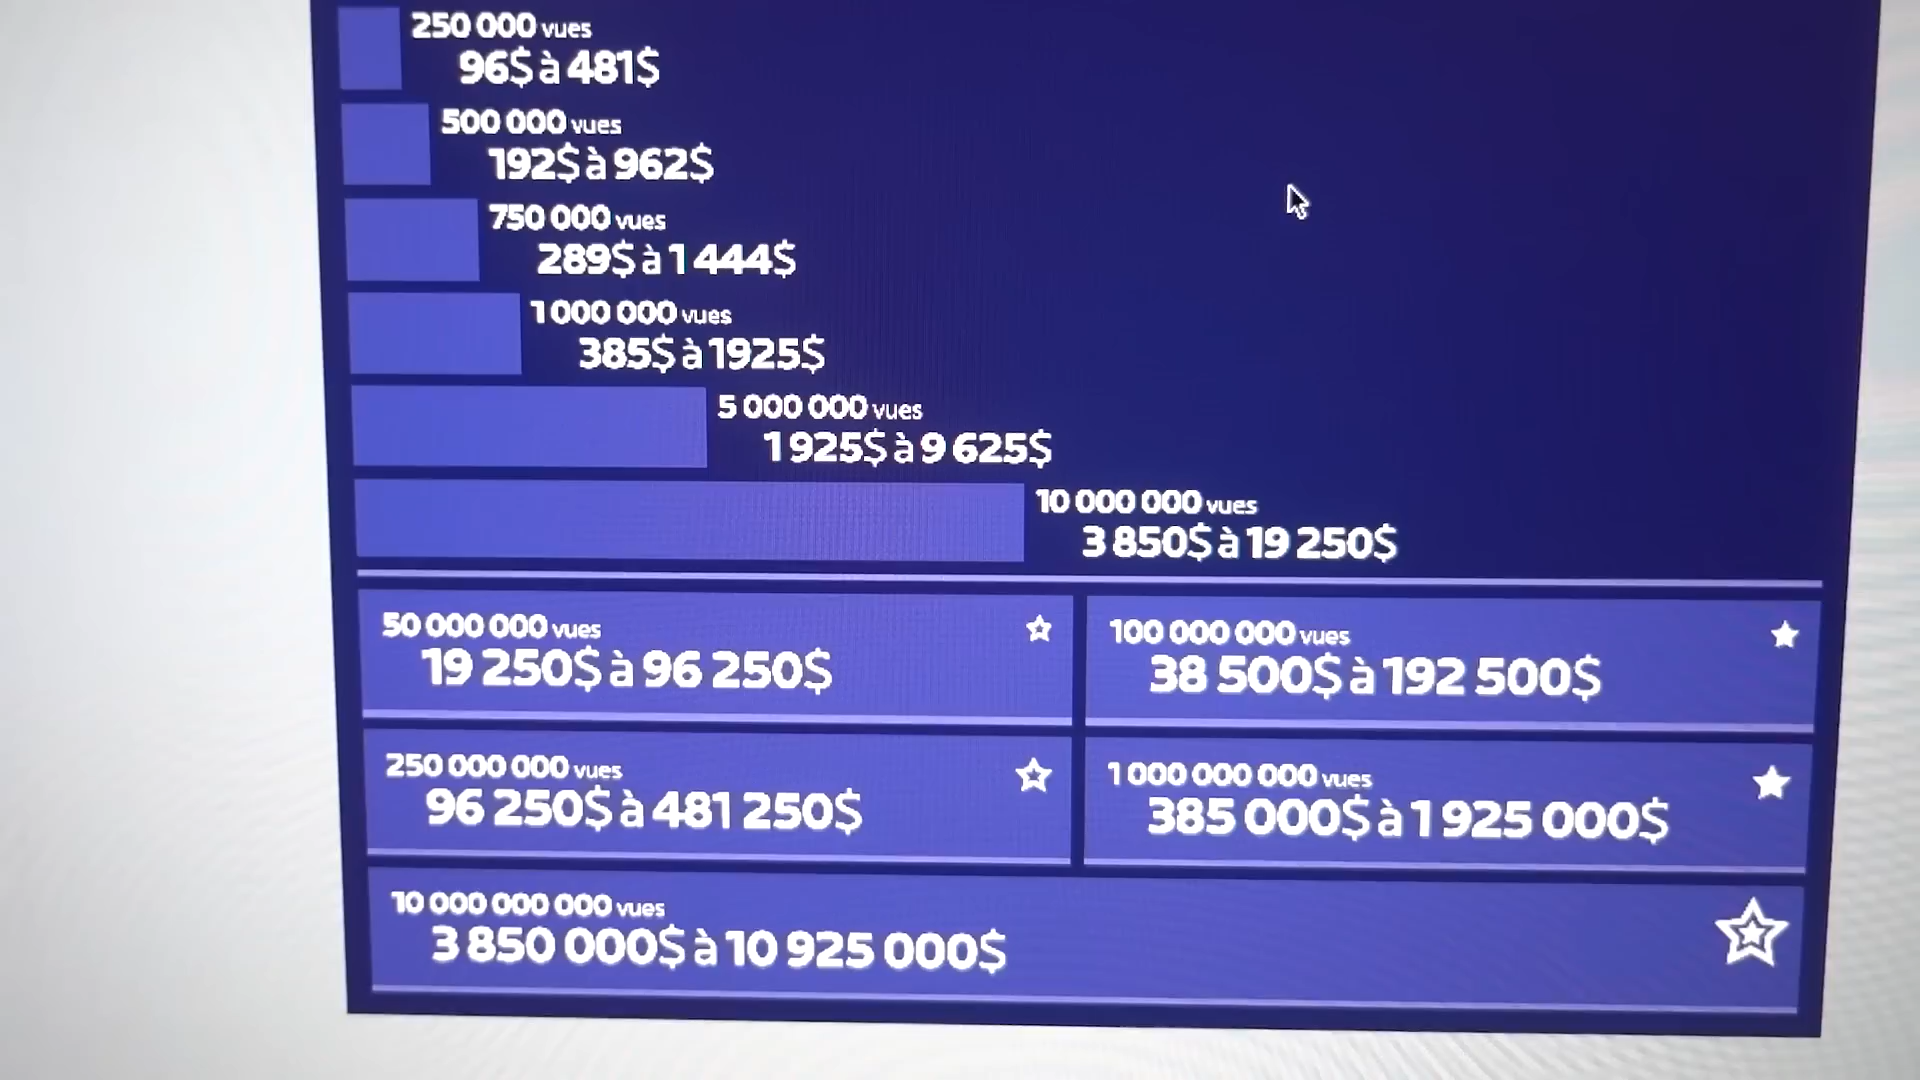 250 000 vues
96$ à 481$
500 000 vues
192$ à 962$
750 000 vues
289$ à 1 444$
1 000 000 vues
385$ à 1925$
5 000 000 vues
1 925$ à 9 625$
10 000 000 vues
3 850$ à 19 250$
50 000 000 vues
19 250$ à 96 250$
100 000 000 vues
38 500$ à 192 500$
250 000 000 vues
96 250$ à 481 250$
1 000 000 000 vues
385 000$ à 1 925 000$
10 000 000 000 vues
3 850 000$ à 10 925 000$